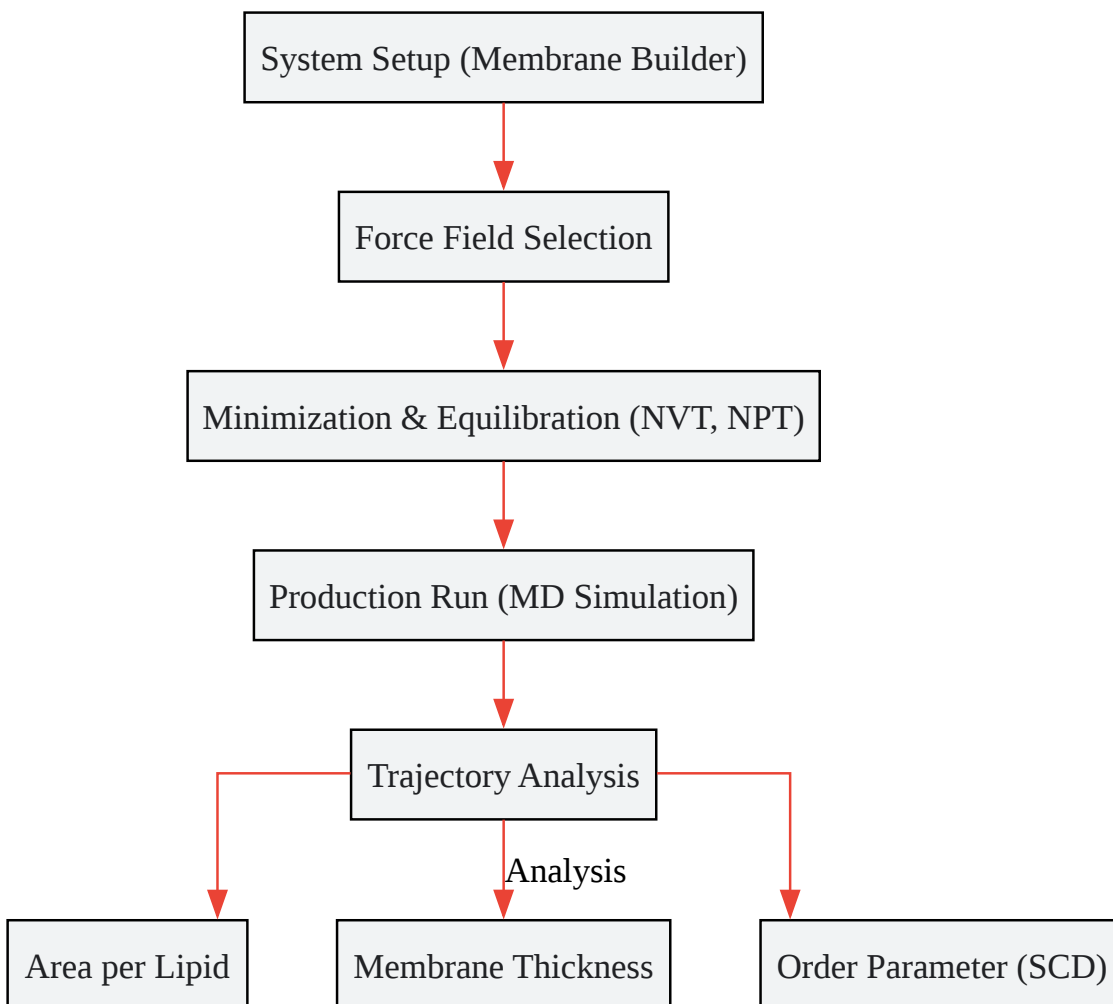 System Setup (Membrane Builder)
Force Field Selection
Minimization & Equilibration (NVT, NPT)
Production Run (MD Simulation)
Trajectory Analysis
Analysis
Area per Lipid
Membrane Thickness
Order Parameter (SCD)